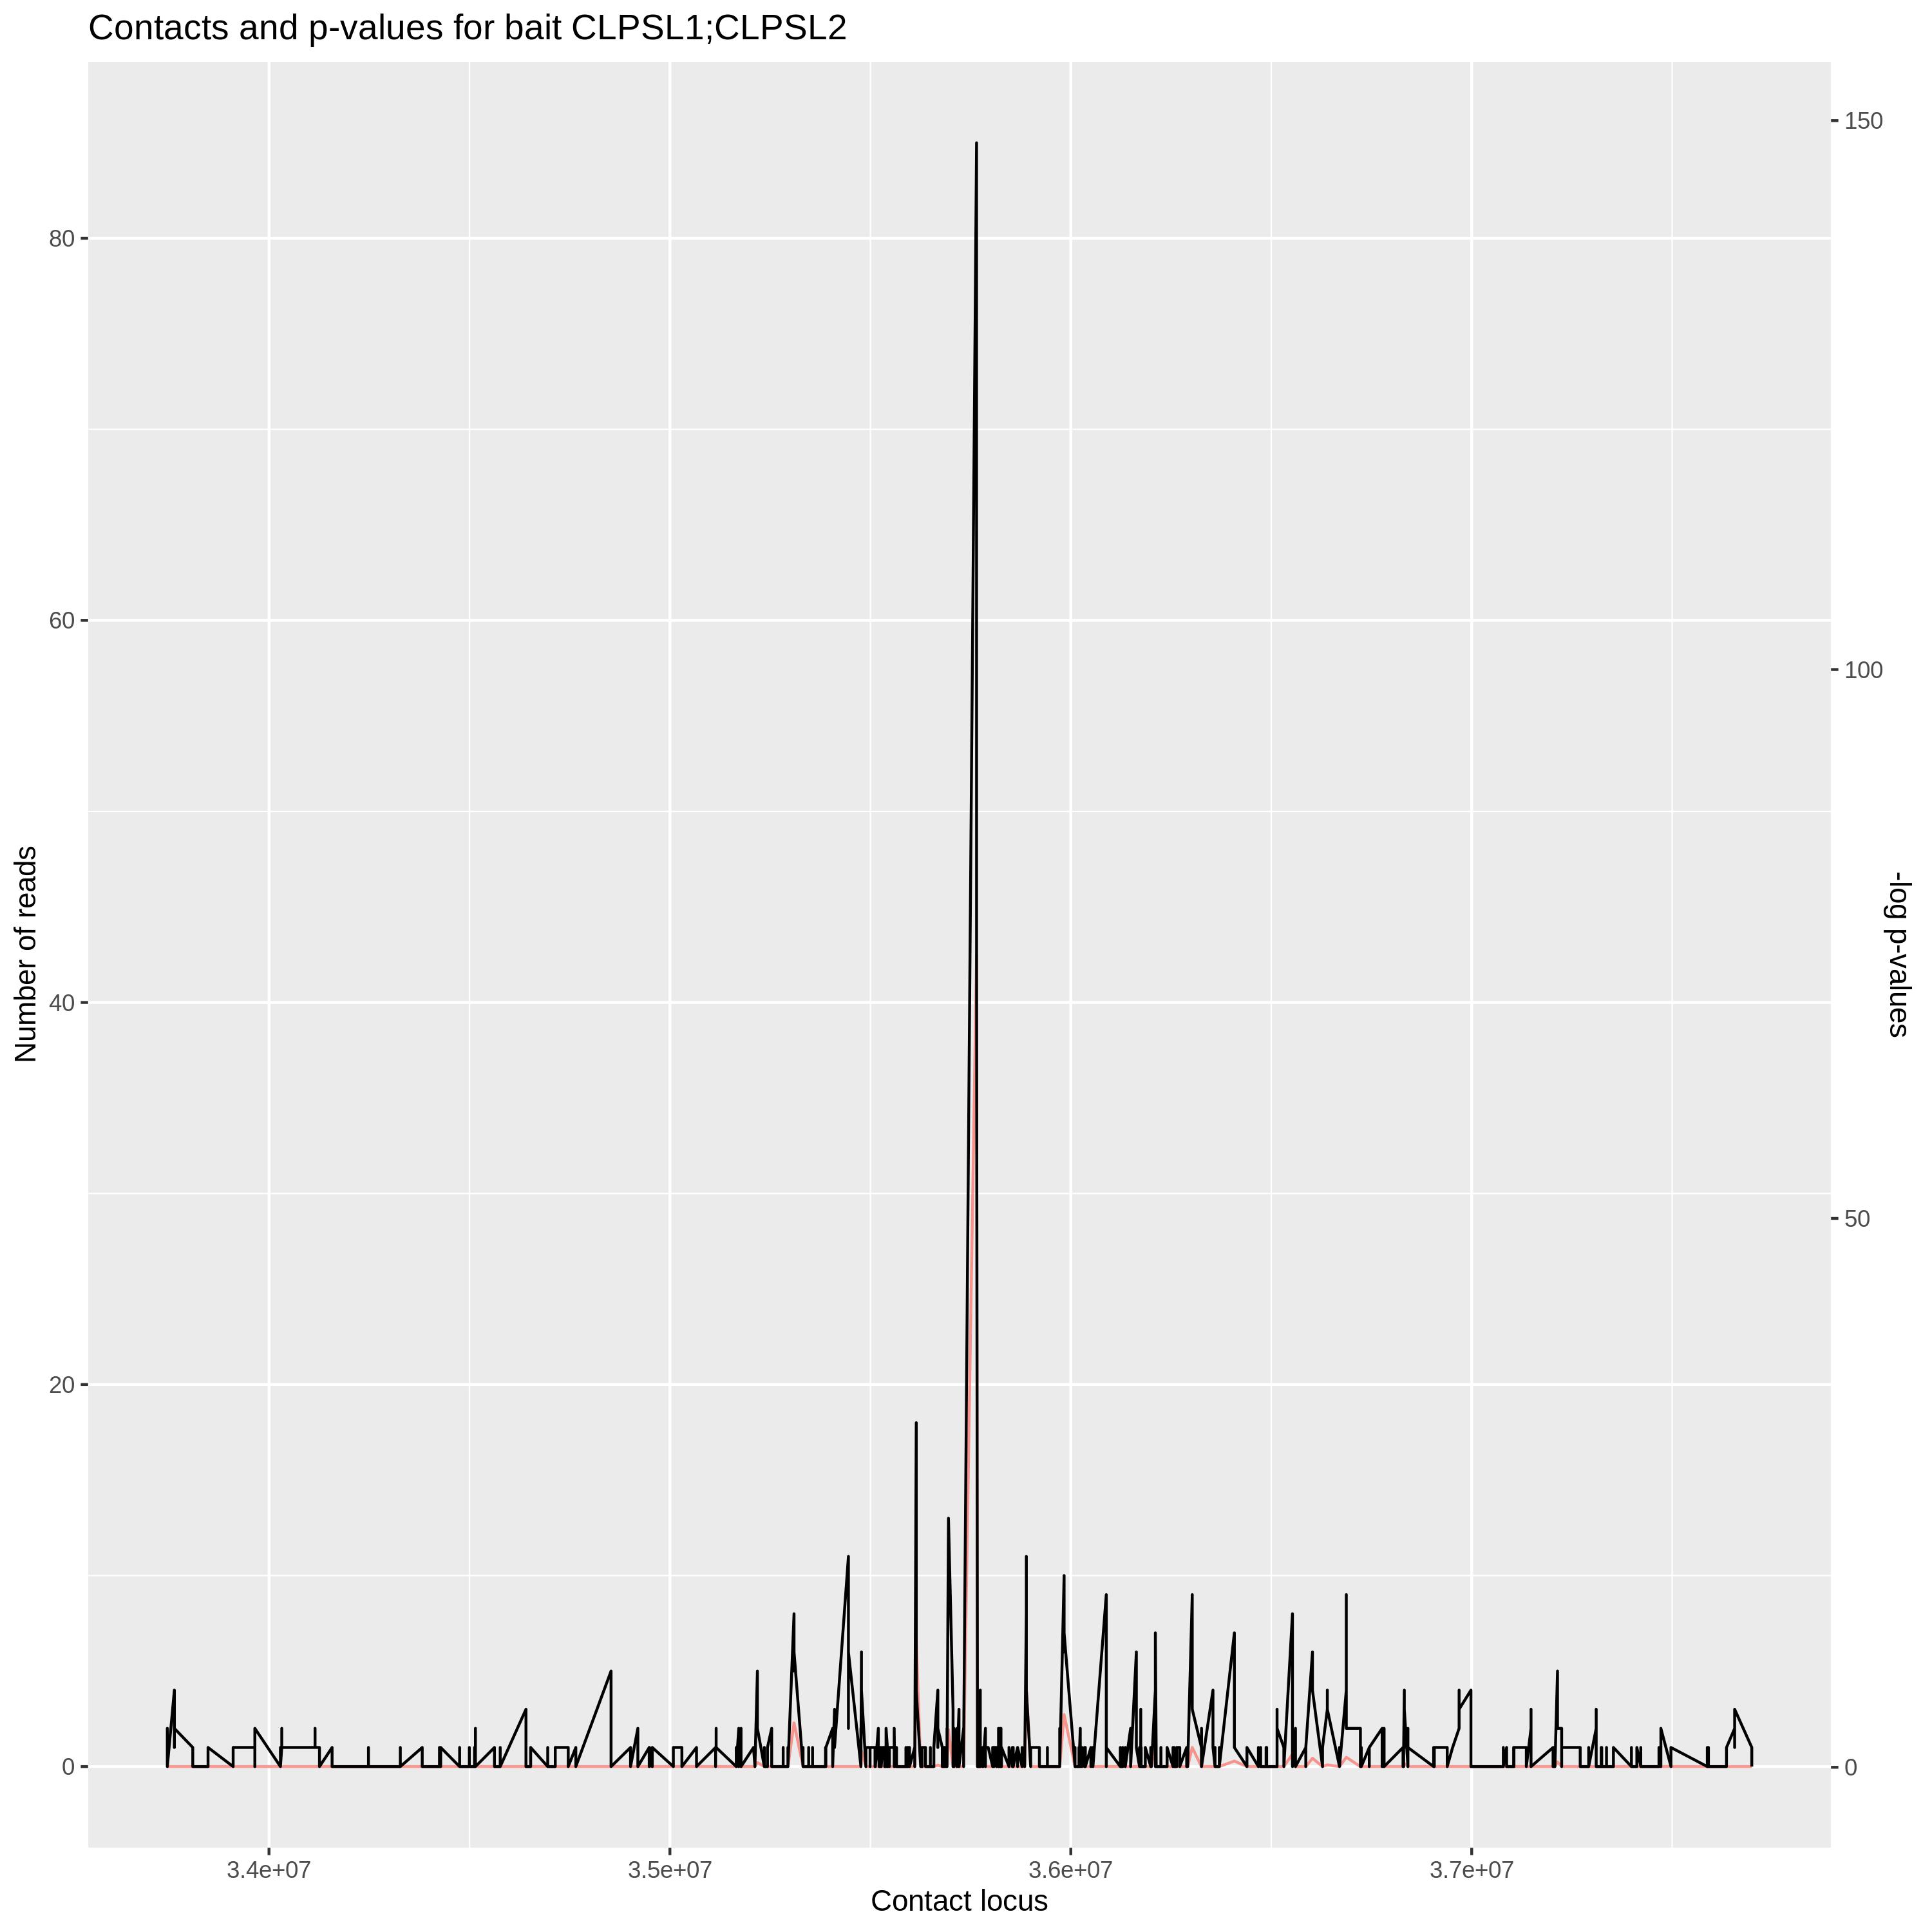 Contacts and p-values for bait CLPSL1;CLPSL2
150
80
60
100
40
50
20
0
0
Number of reads
-log p-values
3.4e+07
3.5e+07
3.6e+07
3.7e+07
Contact locus